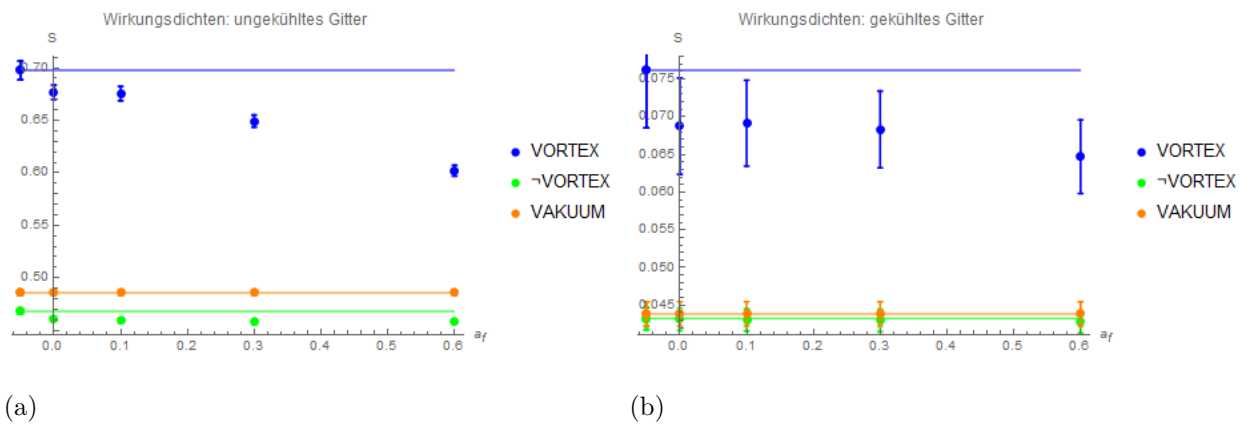 Wirkungsdichten: ungekühltes Gitter
S
0.70
0.65
0.60
0.55
0.50
0.0 0.1 0.2 0.3 0.4 0.5 0.6 a_f
VORTEX
¬VORTEX
VAKUUM
(a)
Wirkungsdichten: gekühltes Gitter
S
0.075
0.070
0.065
0.060
0.055
0.050
0.045
0.0 0.1 0.2 0.3 0.4 0.5 0.6 a_f
VORTEX
¬VORTEX
VAKUUM
(b)